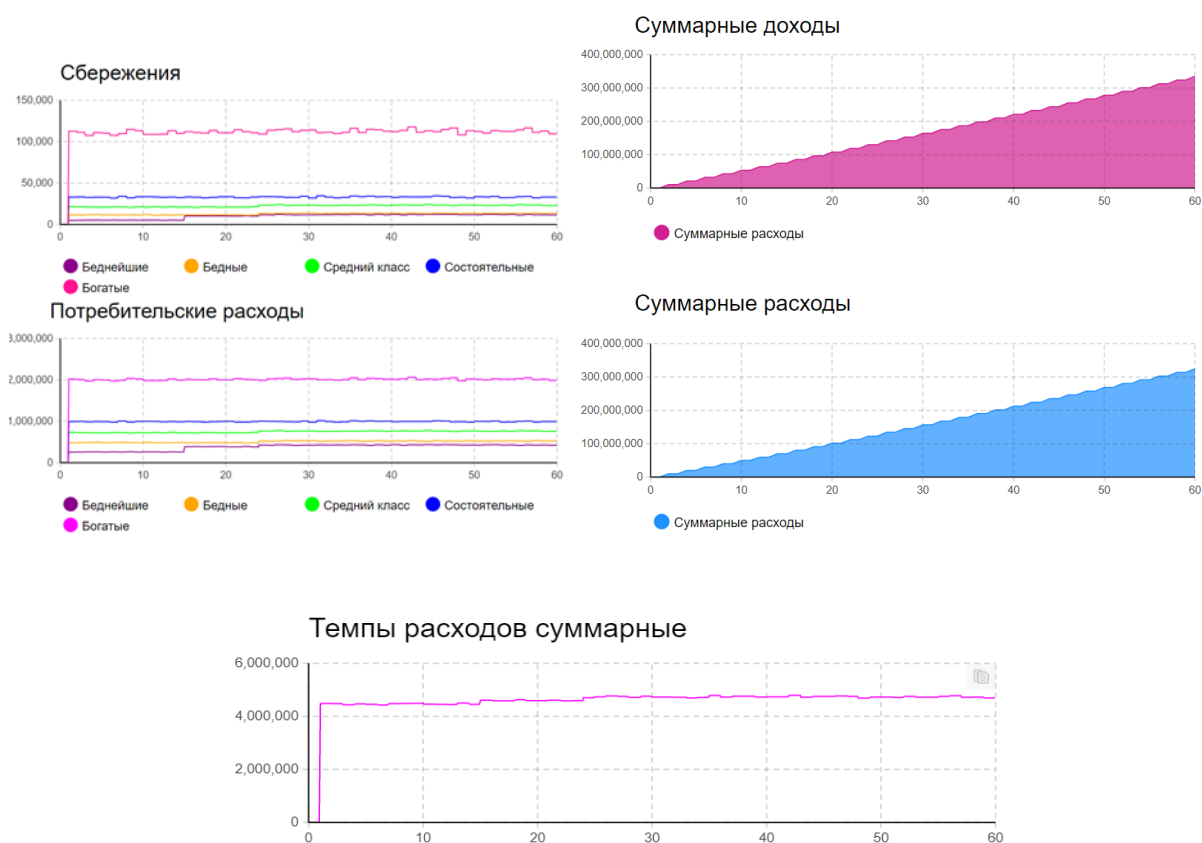 Сбережения
150,000
100,000
50,000
0
0 10 20 30 40 50 60
Беднейшие Бедные Средний класс Состоятельные
Богатые
Потребительские расходы
3,000,000
2,000,000
1,000,000
0
0 10 20 30 40 50 60
Беднейшие Бедные Средний класс Состоятельные
Богатые
Суммарные доходы
400,000,000
300,000,000
200,000,000
100,000,000
0
0 10 20 30 40 50 60
Суммарные расходы
Суммарные расходы
400,000,000
300,000,000
200,000,000
100,000,000
0
0 10 20 30 40 50 60
Суммарные расходы
Темпы расходов суммарные
6,000,000
4,000,000
2,000,000
0
0 10 20 30 40 50 60